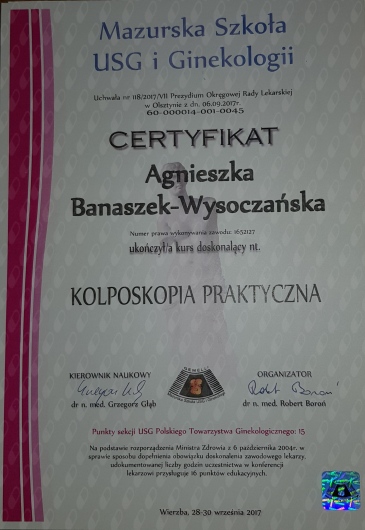 Mazurska Szkoła
USG i Ginekologii
Uchwała nr 118/2017/VII Prezydium Okręgowej Rady Lekarskiej
w Olsztynie z dn. 06.09.2017r.
60-000014-001-0045
CERTYFIKAT
Agnieszka
Banaszek-Wysoczańska
Numer prawa wykonywania zawodu: 1652127
ukończył/a kurs doskonalący nt.
KOLPOSKOPIA PRAKTYCZNA
KIEROWNIK NAUKOWY
dr n. med. Grzegorz Głąb
ORGANIZATOR
dr n. med. Robert Boroń
Punkty sekcji USG Polskiego Towarzystwa Ginekologicznego: 15
Na podstawie rozporządzenia Ministra Zdrowia z 6 października 2004r. w
sprawie sposobu dopełnienia obowiązku doskonalenia zawodowego lekarzy,
udokumentowanej liczby godzin uczestnictwa w konferencji
lekarzowi przysługuje 16 punktów edukacyjnych.
Wierzba, 28-30 września 2017